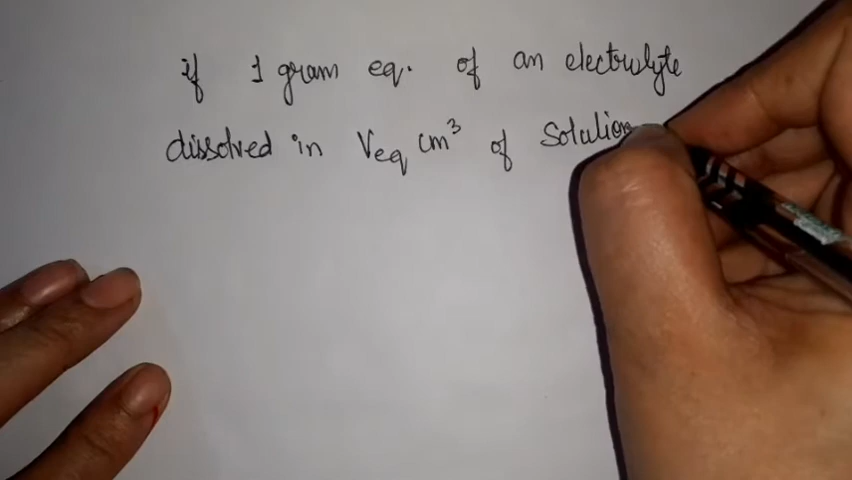 if 1 gram eq. of an electrolyte
dissolved in Veq cm³ of Solution